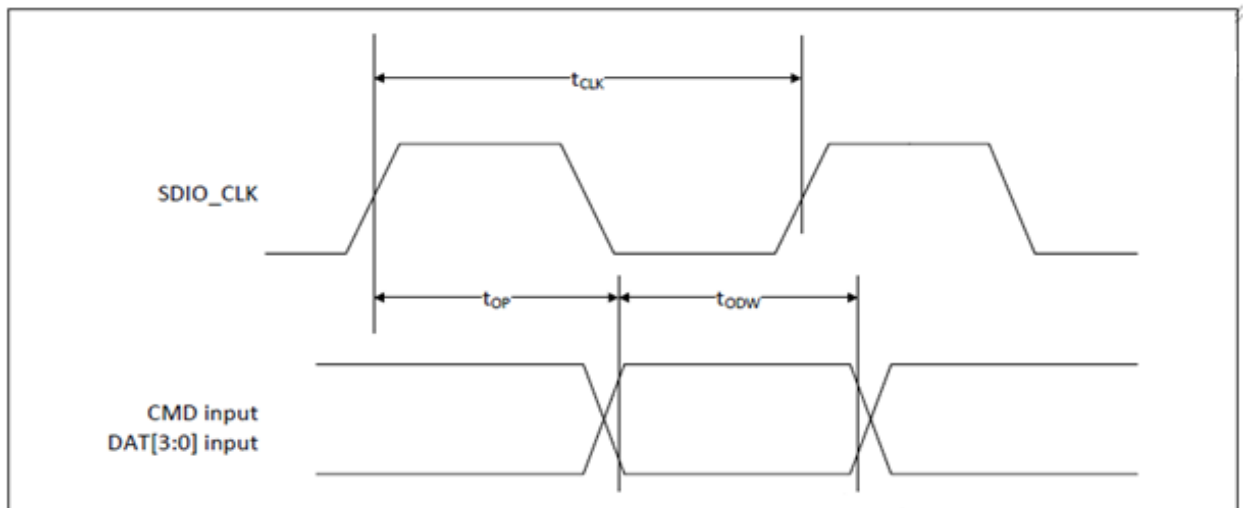 tCLK
SDIO_CLK
tOP
tODW
CMD input
DAT[3:0] input